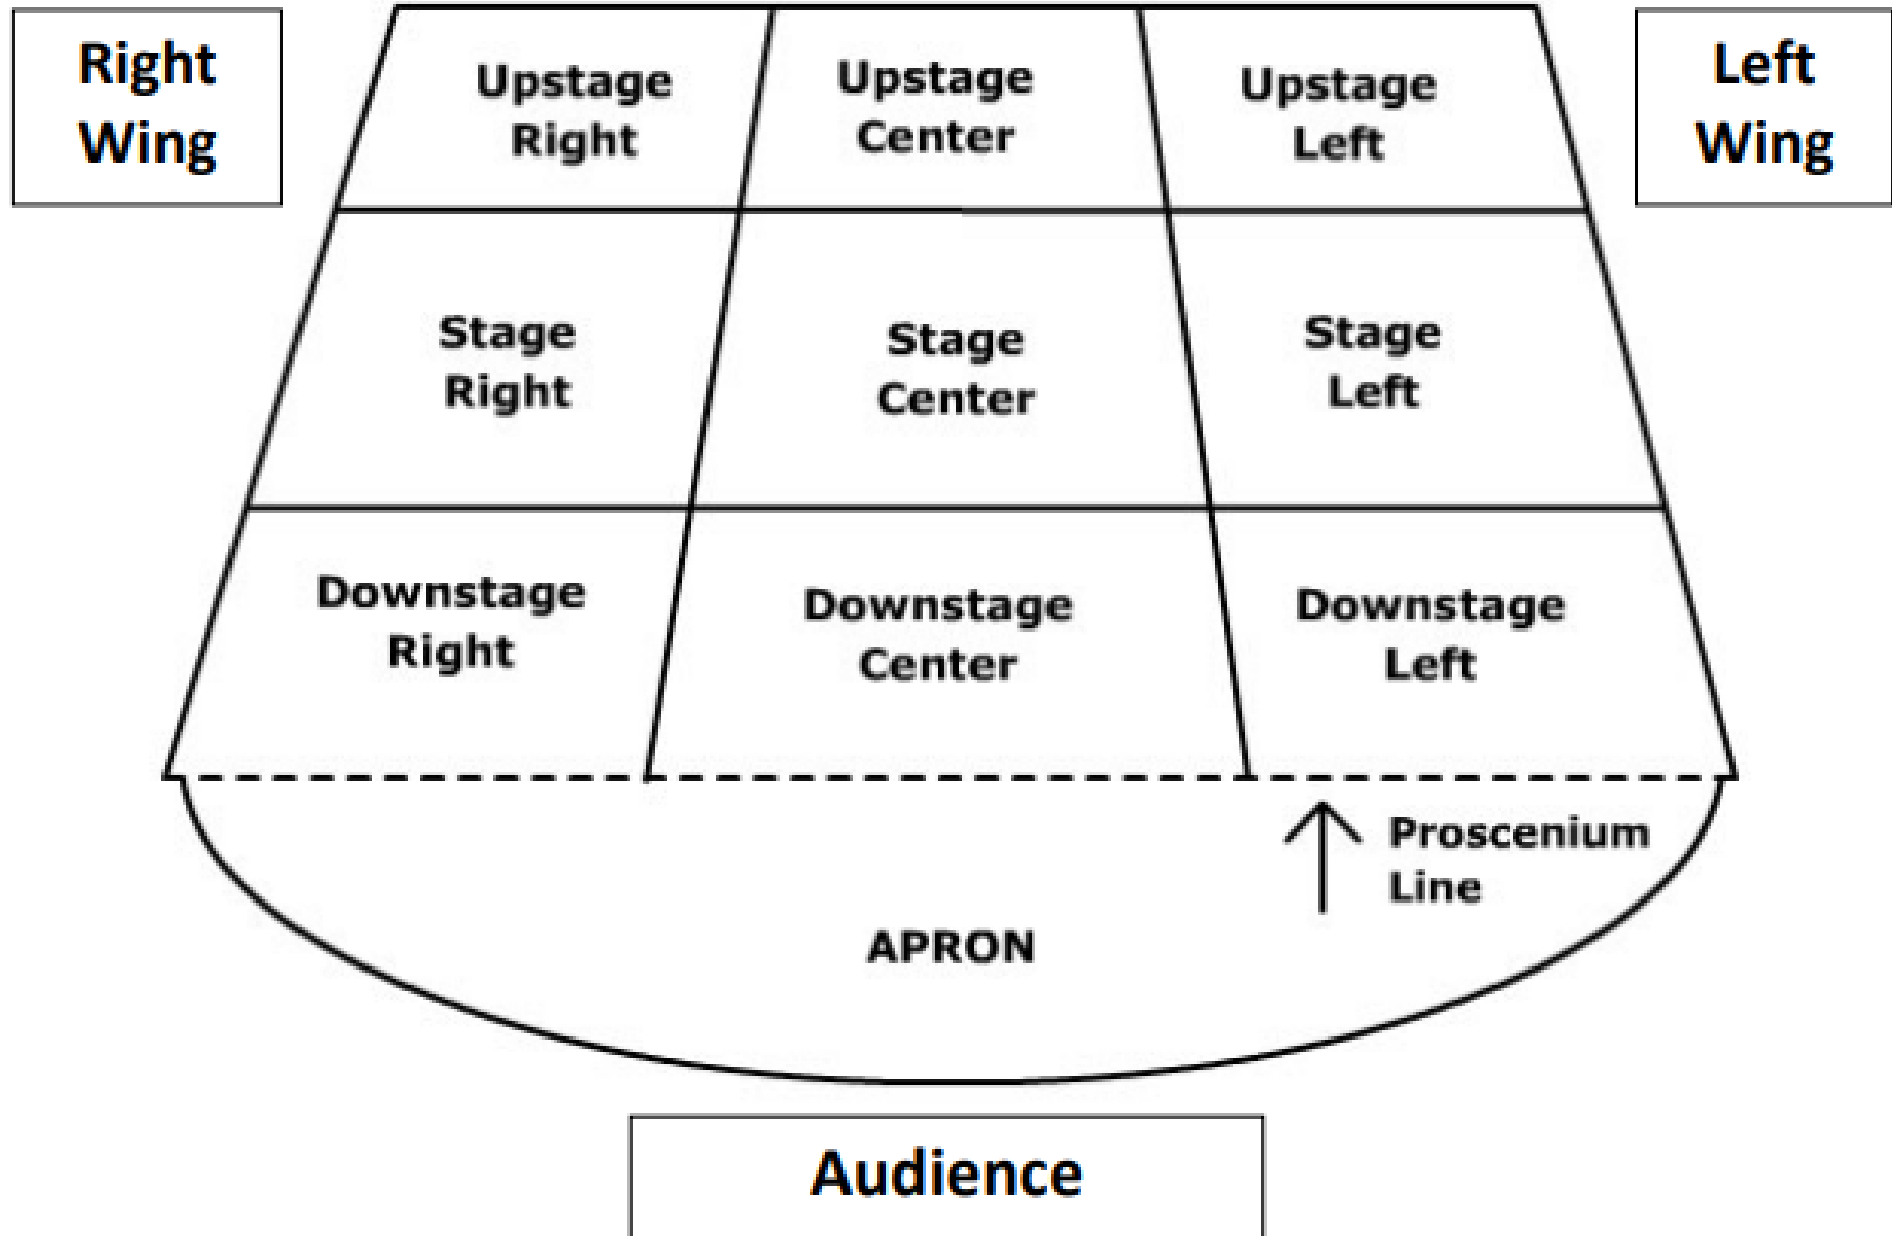 Right
Wing
Upstage
Right
Upstage
Center
Upstage
Left
Left
Wing
Stage
Right
Stage
Center
Stage
Left
Downstage
Right
Downstage
Center
Downstage
Left
Proscenium
Line
APRON
Audience